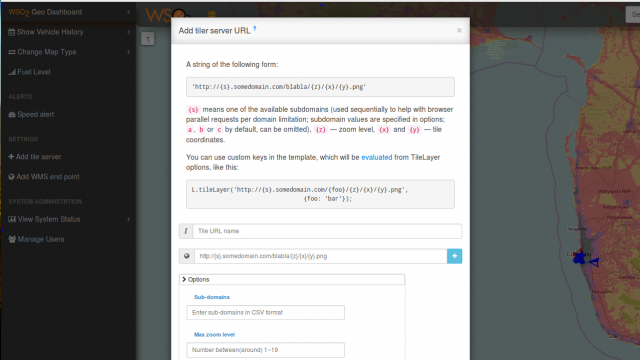 WSO2 Geo Dashboard
WSO2
Show Vehicle History
Change Map Type
Fuel Level
ALERTS
Speed alert
SETTINGS
Add tile server
Add WMS end point
SYSTEM ADMINISTRATION
View System Status
Manage Users
Add tiler server URL ?
×
A string of the following form:
'http://{s}.somedomain.com/blabla/{z}/{x}/{y}.png'
{s} means one of the available subdomains (used sequentially to help with browser
parallel requests per domain limitation; subdomain values are specified in options;
a, b or c by default, can be omitted), {z} — zoom level, {x} and {y} — tile
coordinates.
You can use custom keys in the template, which will be evaluated from TileLayer
options, like this:
L.tileLayer('http://{s}.somedomain.com/{foo}/{z}/{x}/{y}.png',
{foo: 'bar'});
I Tile URL name
http://{s}.somedomain.com/blabla/{z}/{x}/{y}.png +
Options
Sub-domains
Enter sub-domains in CSV format
Max zoom level
Number between(around) 1–19
Se